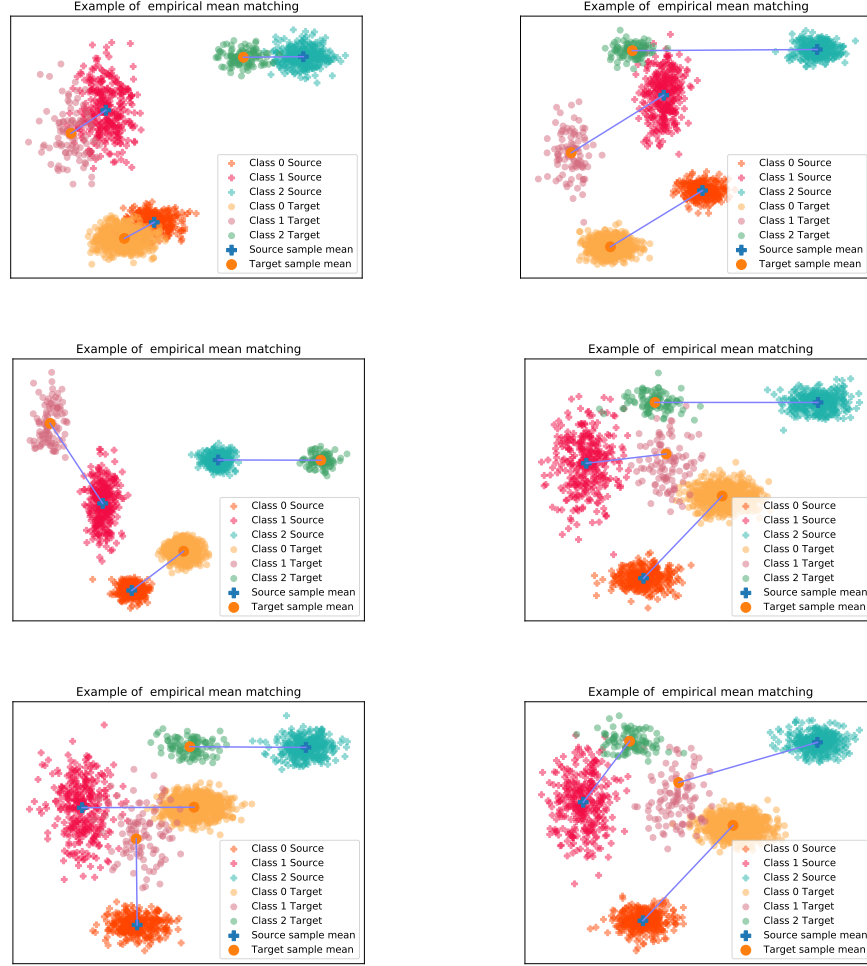 Example of  empirical mean matching
Class 0 Source
Class 1 Source
Class 2 Source
Class 0 Target
Class 1 Target
Class 2 Target
Source sample mean
Target sample mean
Example of  empirical mean matching
Class 0 Source
Class 1 Source
Class 2 Source
Class 0 Target
Class 1 Target
Class 2 Target
Source sample mean
Target sample mean
Example of  empirical mean matching
Class 0 Source
Class 1 Source
Class 2 Source
Class 0 Target
Class 1 Target
Class 2 Target
Source sample mean
Target sample mean
Example of  empirical mean matching
Class 0 Source
Class 1 Source
Class 2 Source
Class 0 Target
Class 1 Target
Class 2 Target
Source sample mean
Target sample mean
Example of  empirical mean matching
Class 0 Source
Class 1 Source
Class 2 Source
Class 0 Target
Class 1 Target
Class 2 Target
Source sample mean
Target sample mean
Example of  empirical mean matching
Class 0 Source
Class 1 Source
Class 2 Source
Class 0 Target
Class 1 Target
Class 2 Target
Source sample mean
Target sample mean